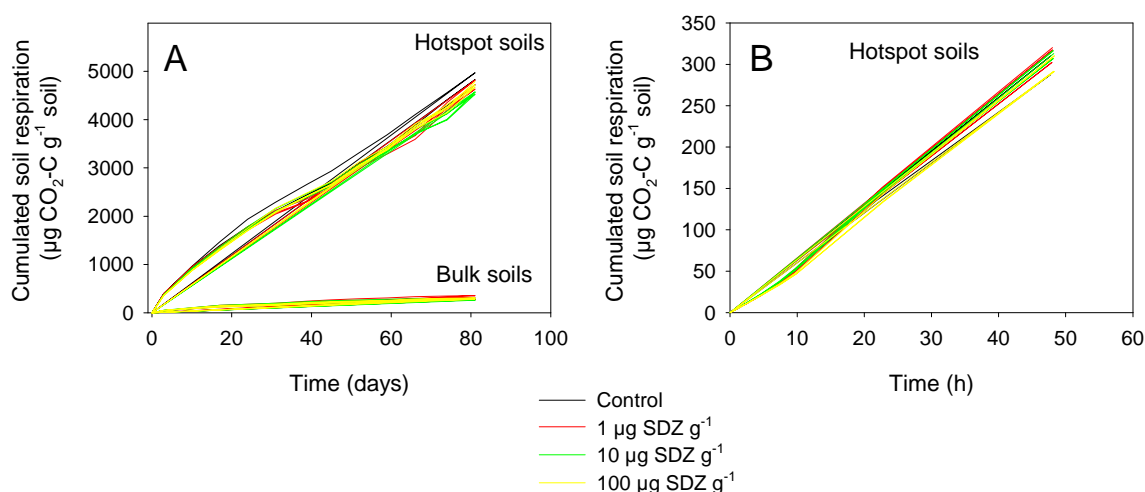 A
Hotspot soils
Bulk soils
Cumulated soil respiration
(µg CO₂-C g⁻¹ soil)
5000
4000
3000
2000
1000
0
0 20 40 60 80 100
Time (days)
B
Hotspot soils
Cumulated soil respiration
(µg CO₂-C g⁻¹ soil)
350
300
250
200
150
100
50
0
0 10 20 30 40 50 60
Time (h)
Control
1 µg SDZ g⁻¹
10 µg SDZ g⁻¹
100 µg SDZ g⁻¹